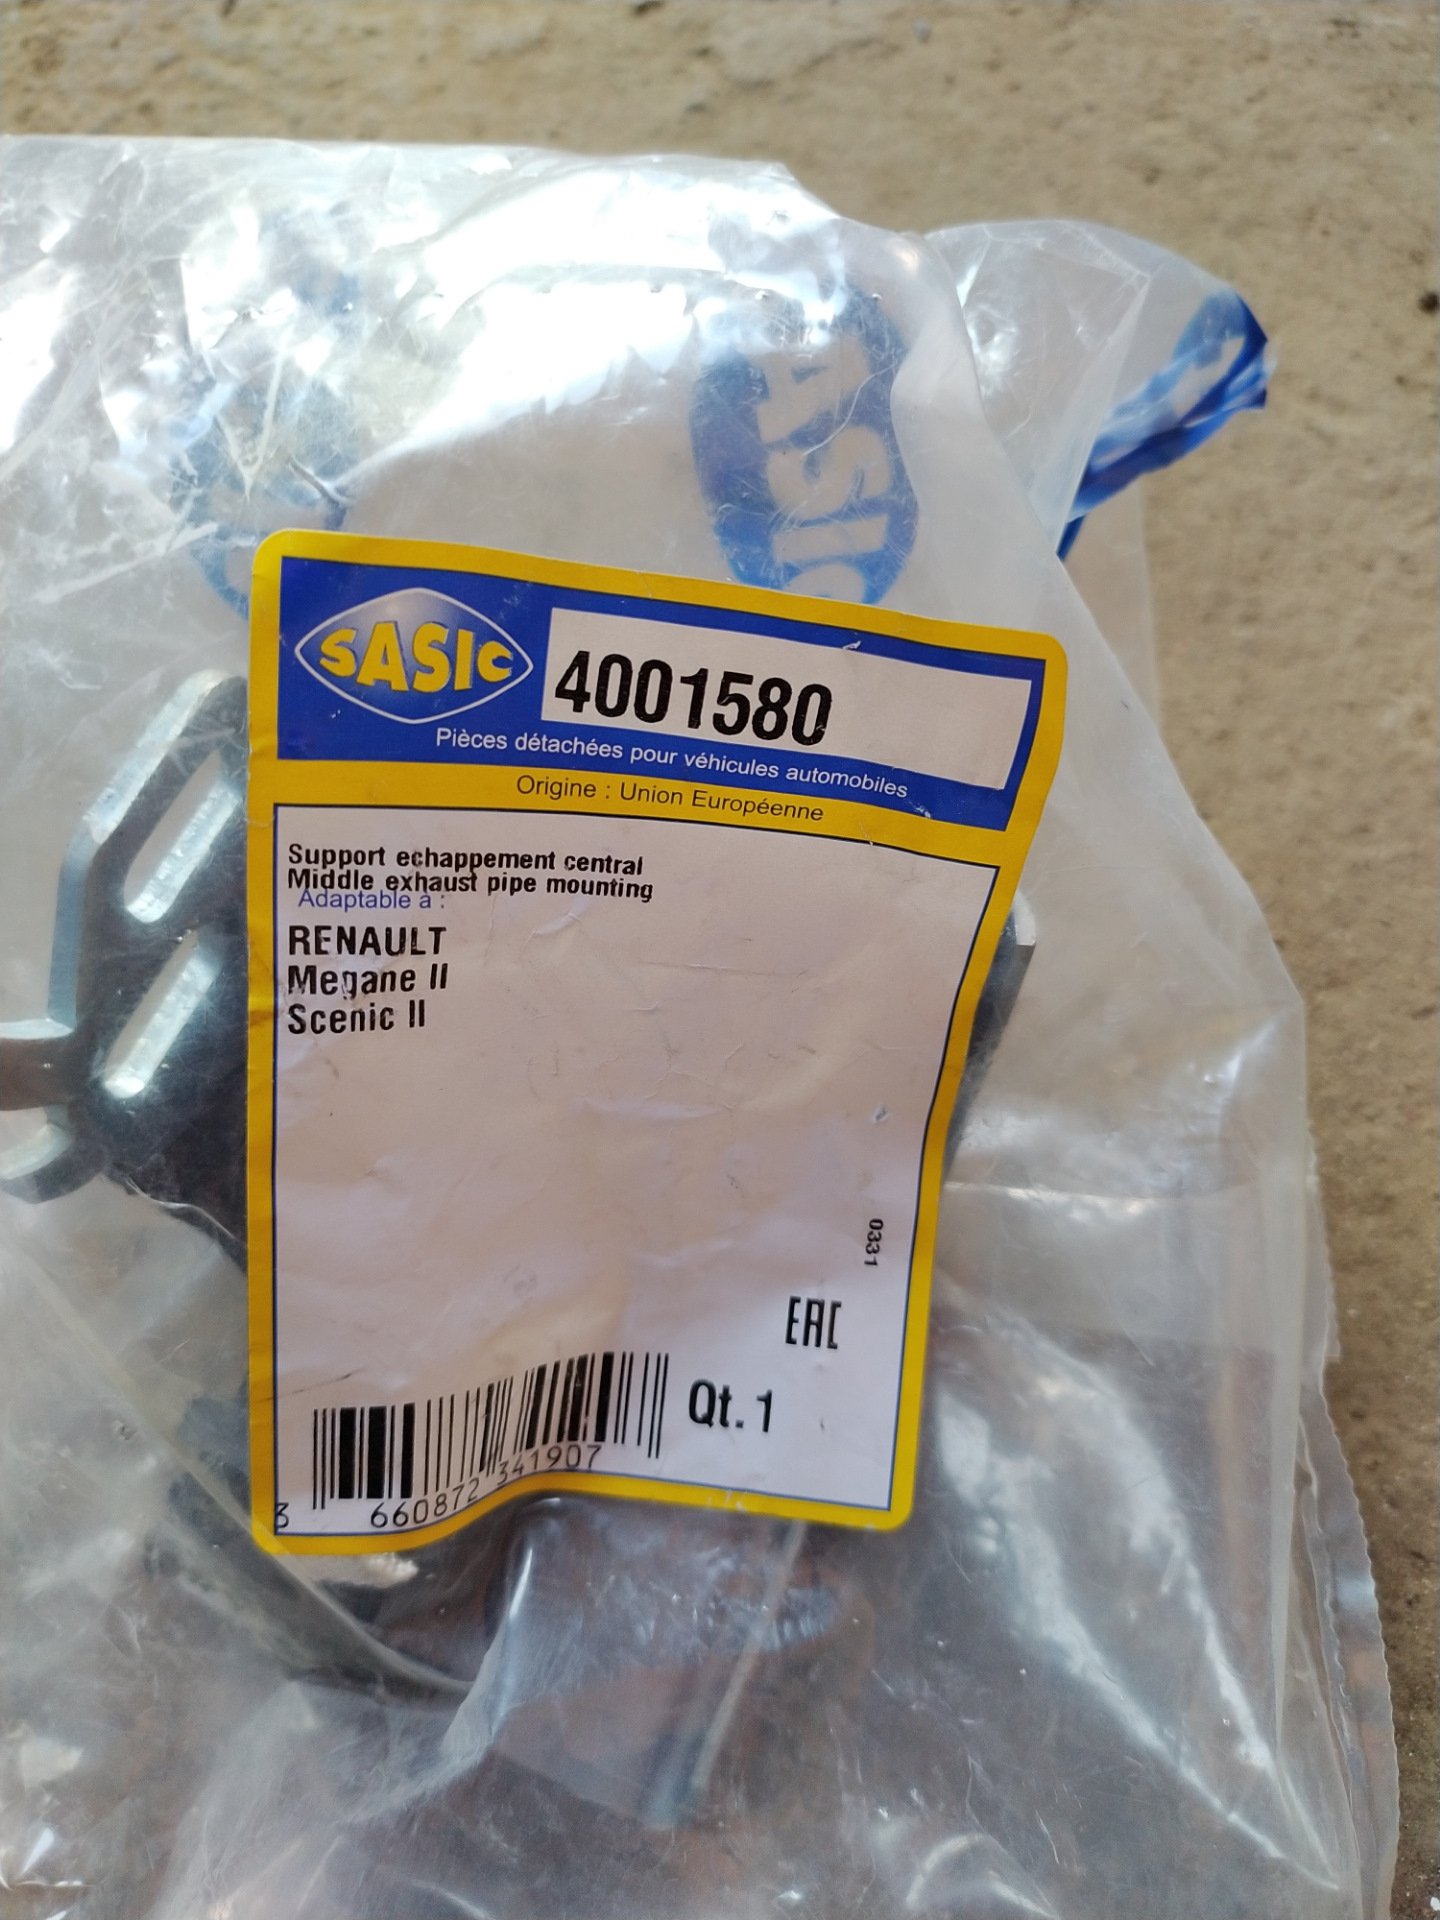 SASIC
SASIC
4001580
Pièces détachées pour véhicules automobiles
Origine : Union Européenne
Support echappement central
Middle exhaust pipe mounting
Adaptable à :
RENAULT
Megane II
Scenic II
0331
EAC
Qt. 1
3 660872 341907